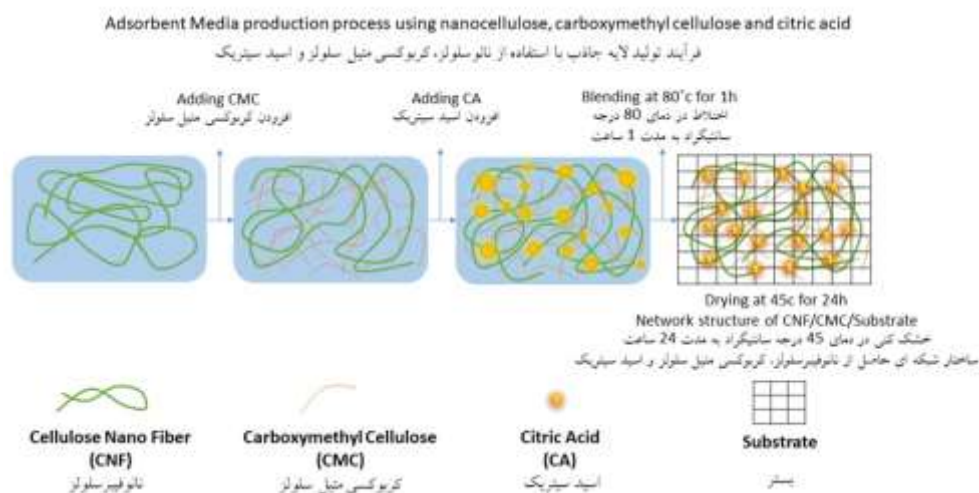 Adsorbent Media production process using nanocellulose, carboxymethyl cellulose and citric acid
فرآیند تولید لایه جاذب با استفاده از نانوسلولز، کربوکسی متیل سلولز و اسید سیتریک
Adding CMC
افزودن کربوکسی متیل سلولز
Adding CA
افزودن اسید سیتریک
Blending at 80°c for 1h
اختلاط در دمای 80 درجه
سانتیگراد به مدت 1 ساعت
Drying at 45c for 24h
Network structure of CNF/CMC/Substrate
خشک کنی در دمای 45 درجه سانتیگراد به مدت 24 ساعت
ساختار شبکه ای حاصل از نانوفیبرسلولز، کربوکسی متیل سلولز و اسید سیتریک
Cellulose Nano Fiber
(CNF)
نانوفیبرسلولز
Carboxymethyl Cellulose
(CMC)
کربوکسی متیل سلولز
Citric Acid
(CA)
اسید سیتریک
Substrate
بستر